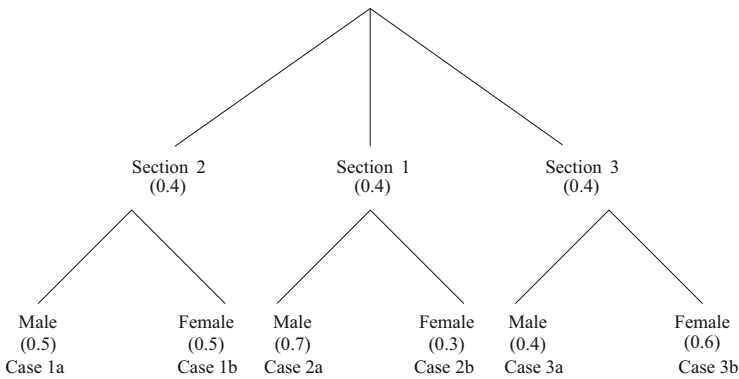 Section 2 Section 1 Section 3
(0.4) (0.4) (0.4)
Male Female Male Female Male Female
(0.5) (0.5) (0.7) (0.3) (0.4) (0.6)
Case 1a Case 1b Case 2a Case 2b Case 3a Case 3b